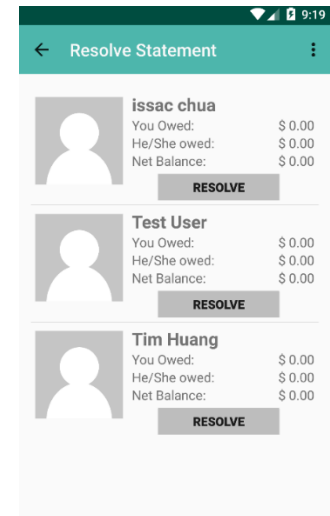 9:19
Resolve Statement
issac chua
You Owed: $ 0.00
He/She owed: $ 0.00
Net Balance: $ 0.00
RESOLVE
Test User
You Owed: $ 0.00
He/She owed: $ 0.00
Net Balance: $ 0.00
RESOLVE
Tim Huang
You Owed: $ 0.00
He/She owed: $ 0.00
Net Balance: $ 0.00
RESOLVE